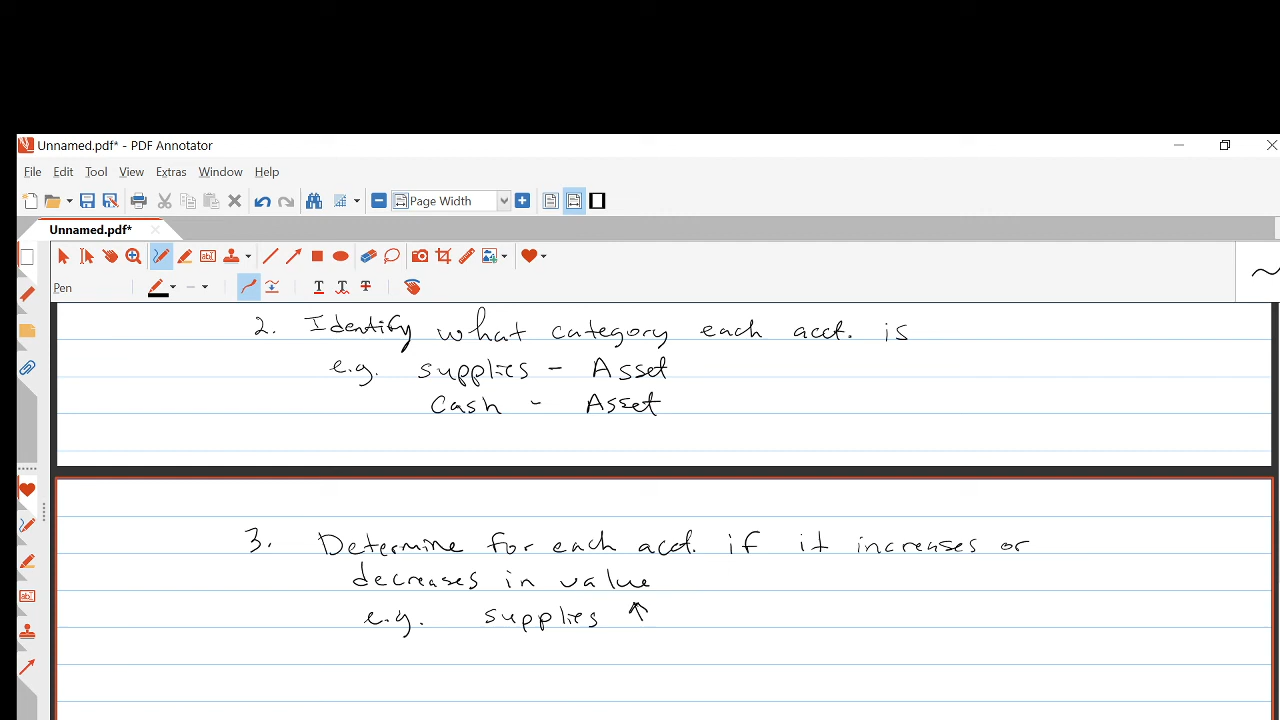 Unnamed.pdf* - PDF Annotator
File Edit Tool View Extras Window Help
Page Width
Unnamed.pdf*
Pen
2. Identify what category each acct. is
e.g. supplies - Asset
Cash - Asset
3. Determine for each acct. if it increases or
decreases in value
e.g. supplies ↑